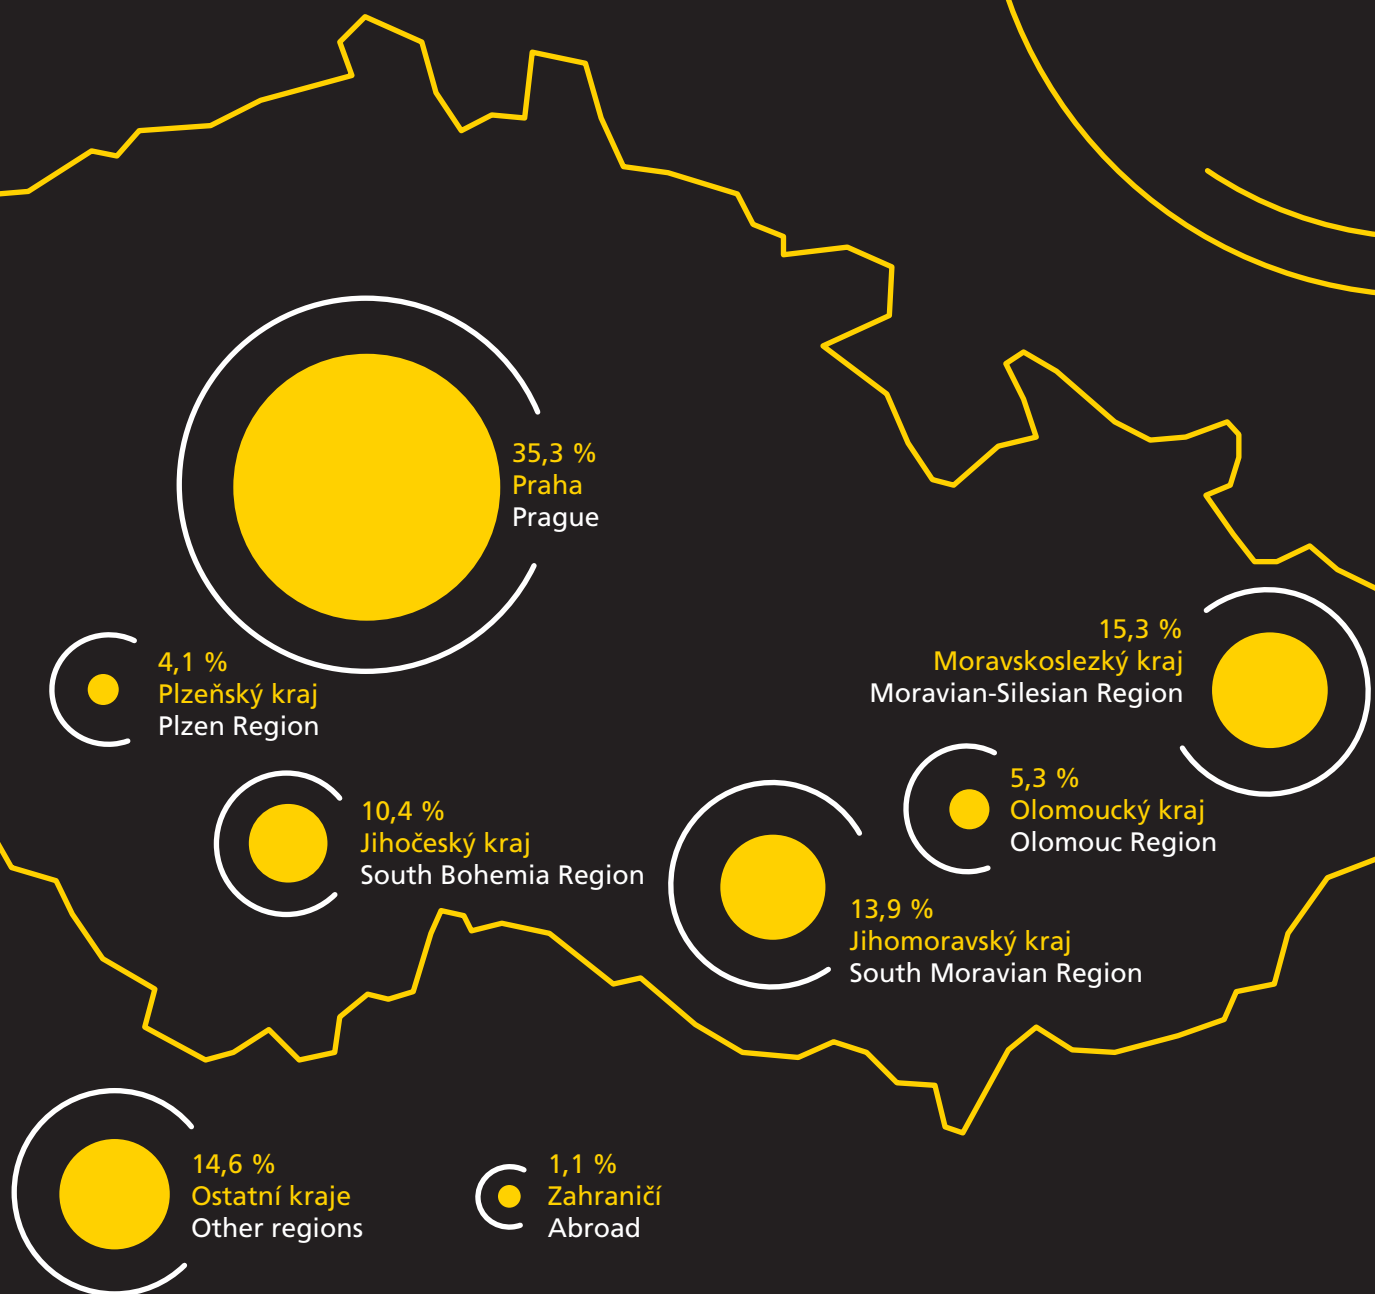 35,3 %
Praha
Prague
4,1 %
Plzeňský kraj
Plzen Region
15,3 %
Moravskoslezký kraj
Moravian-Silesian Region
5,3 %
Olomoucký kraj
Olomouc Region
10,4 %
Jihočeský kraj
South Bohemia Region
13,9 %
Jihomoravský kraj
South Moravian Region
14,6 %
Ostatní kraje
Other regions
1,1 %
Zahraničí
Abroad